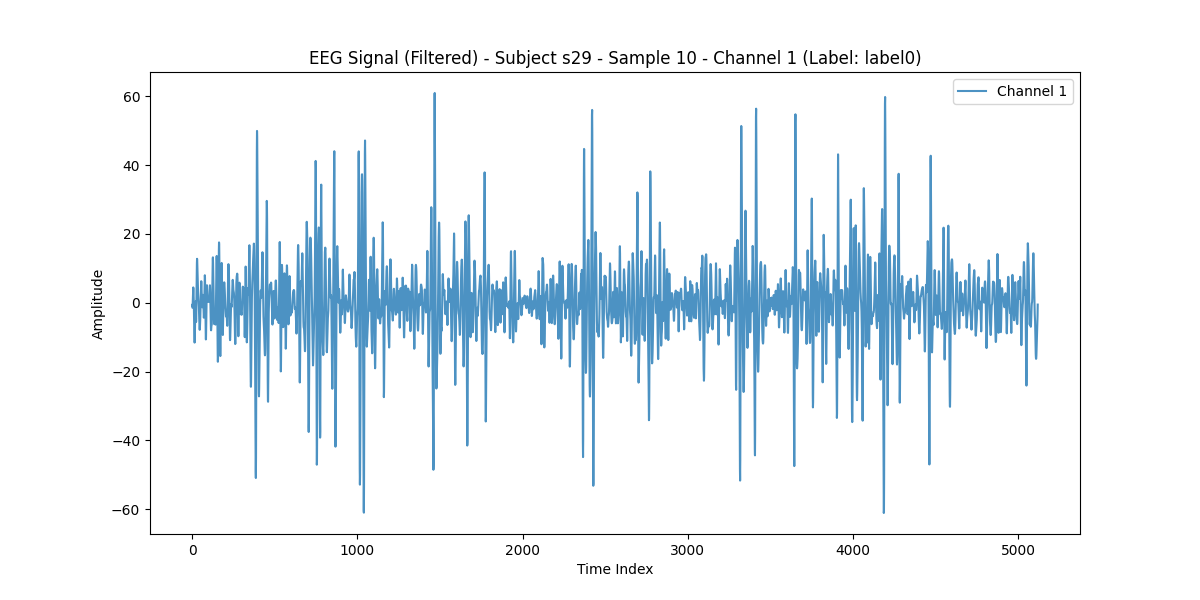 EEG Signal (Filtered) - Subject s29 - Sample 10 - Channel 1 (Label: label0)
Channel 1
60
40
20
0
−20
−40
−60
Amplitude
0 1000 2000 3000 4000 5000
Time Index